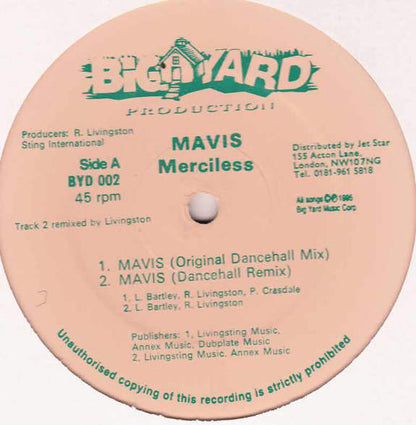 BIG YARD
PRODUCTION
Producers: R. Livingston
Sting International
MAVIS
Merciless
Side A
BYD 002
45 rpm
Distributed by Jet Star
155 Acton Lane,
London, NW107NG
Tel. 0181-961 5818
Track 2 remixed by Livingston
All songs ©℗ 1995
Big Yard Music Corp.
1. MAVIS (Original Dancehall Mix)
2. MAVIS (Dancehall Remix)
1. L. Bartley, R. Livingston, P. Crasdale
2. L. Bartley, R. Livingston
Publishers: 1. Livingsting Music,
Annex Music, Dubplate Music
2. Livingsting Music, Annex Music
Unauthorised copying of this recording is strictly prohibited